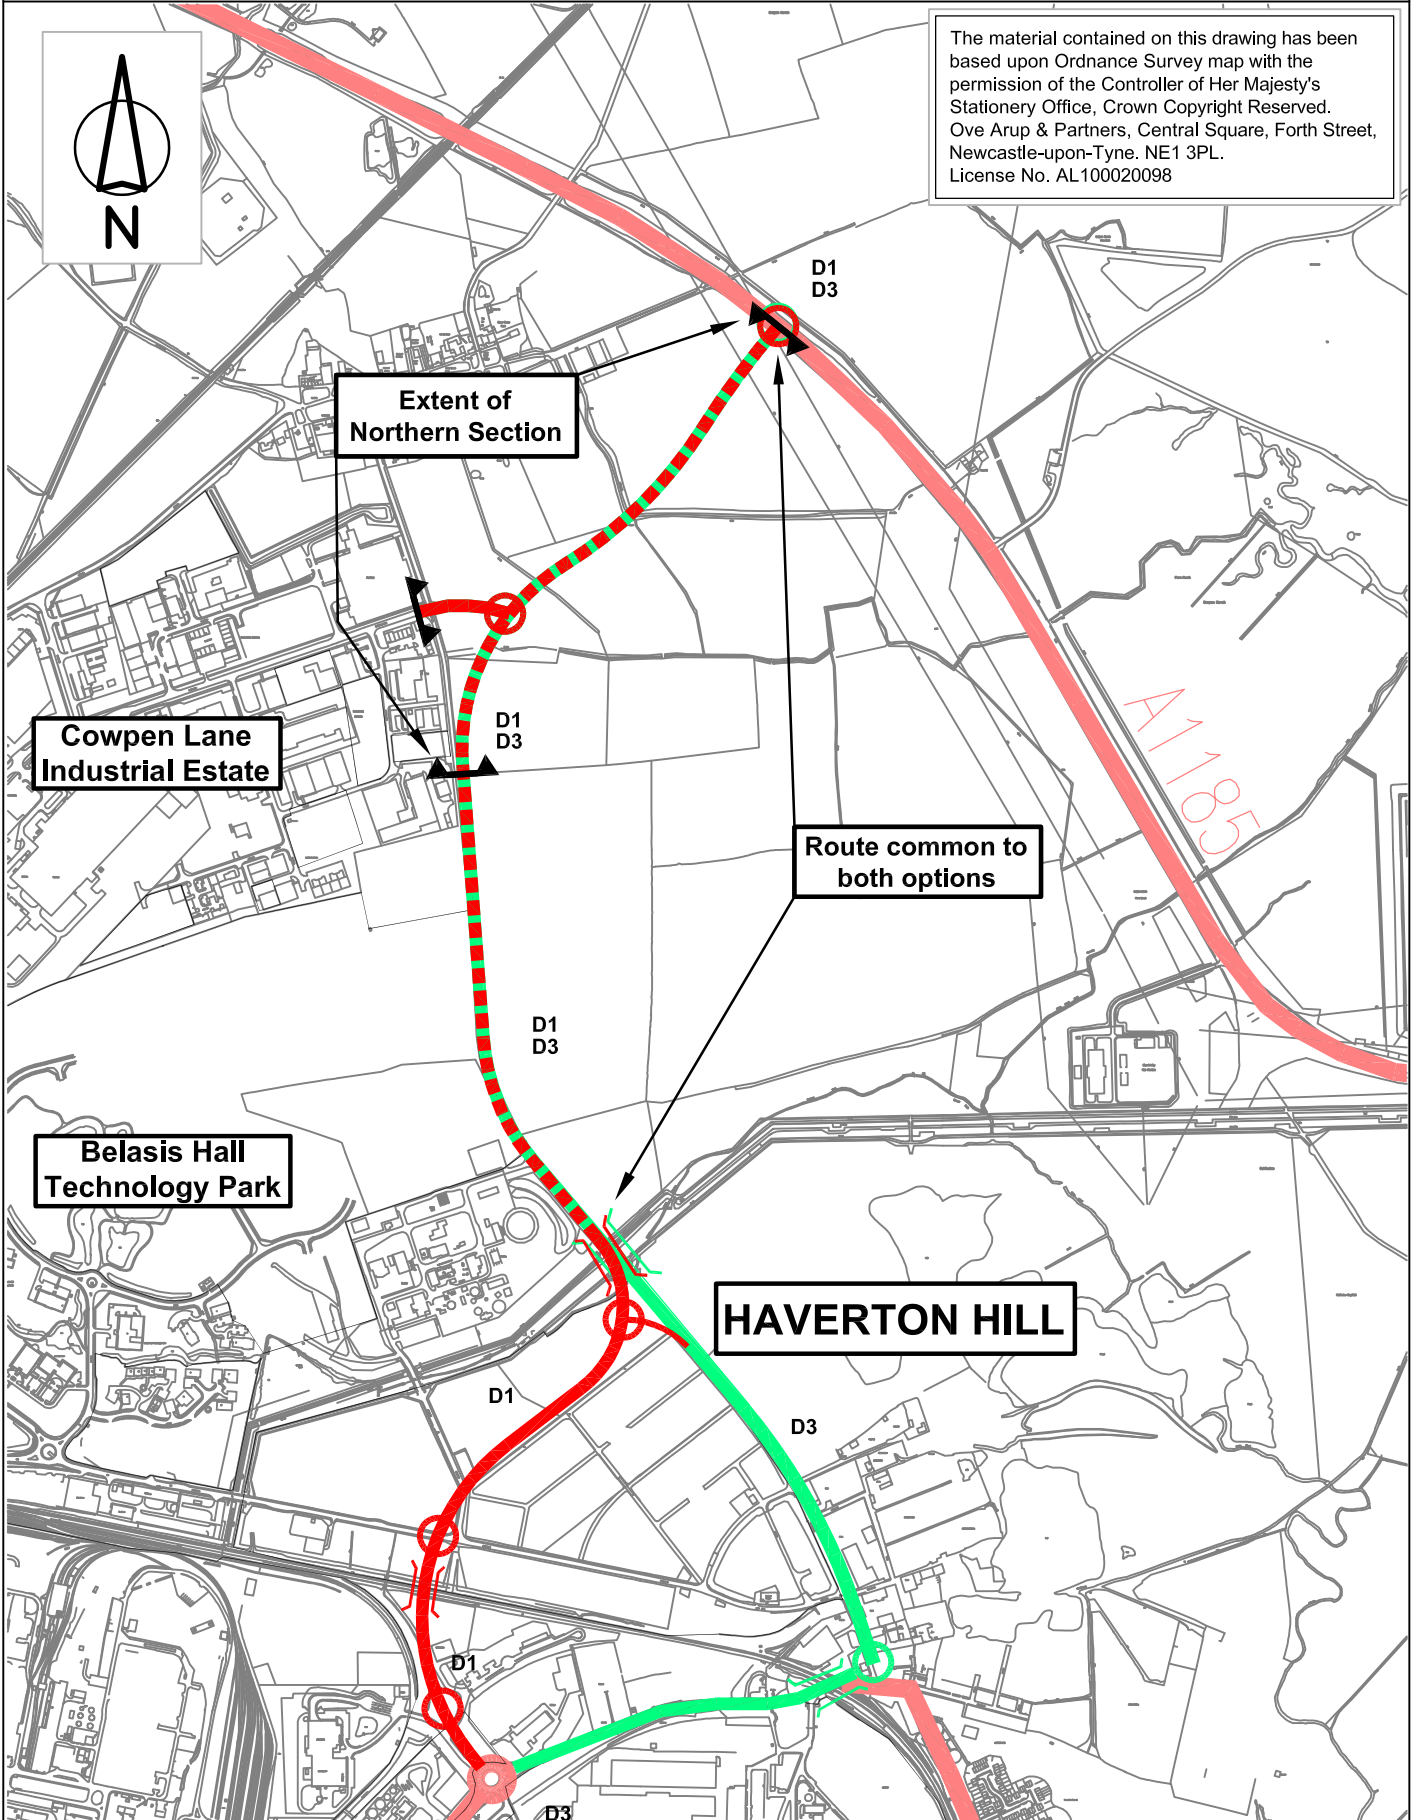 The material contained on this drawing has been
based upon Ordnance Survey map with the
permission of the Controller of Her Majesty's
Stationery Office, Crown Copyright Reserved.
Ove Arup & Partners, Central Square, Forth Street,
Newcastle-upon-Tyne. NE1 3PL.
License No. AL100020098
N
D1
D3
Extent of
Northern Section
Cowpen Lane
Industrial Estate
D1
D3
A1185
Route common to
both options
D1
D3
Belasis Hall
Technology Park
HAVERTON HILL
D1
D3
D1
D3